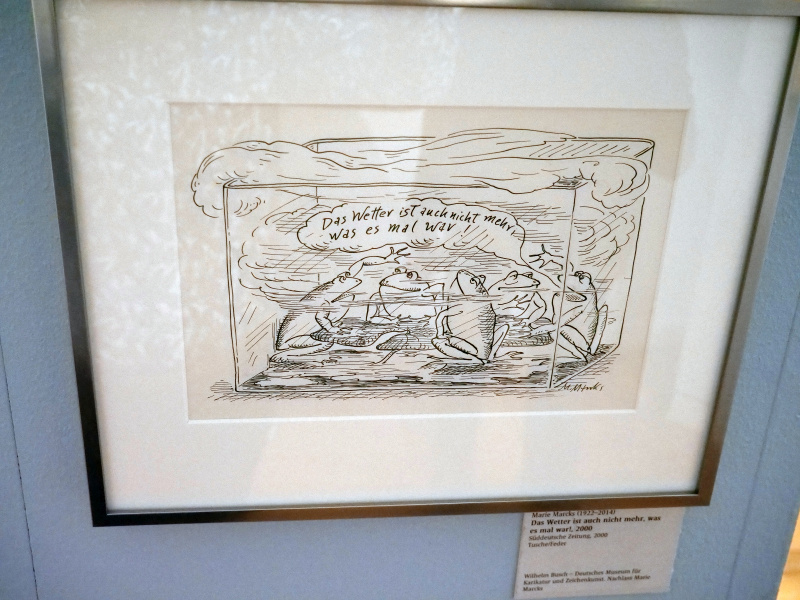 Das Wetter ist auch nicht mehr,
was es mal war!
M. Marcks
Marie Marcks (1922–2014)
Das Wetter ist auch nicht mehr, was
es mal war!, 2000
Süddeutsche Zeitung, 2000
Tuschefeder
Wilhelm Busch – Deutsches Museum für
Karikatur und Zeichenkunst, Nachlass Marie
Marcks